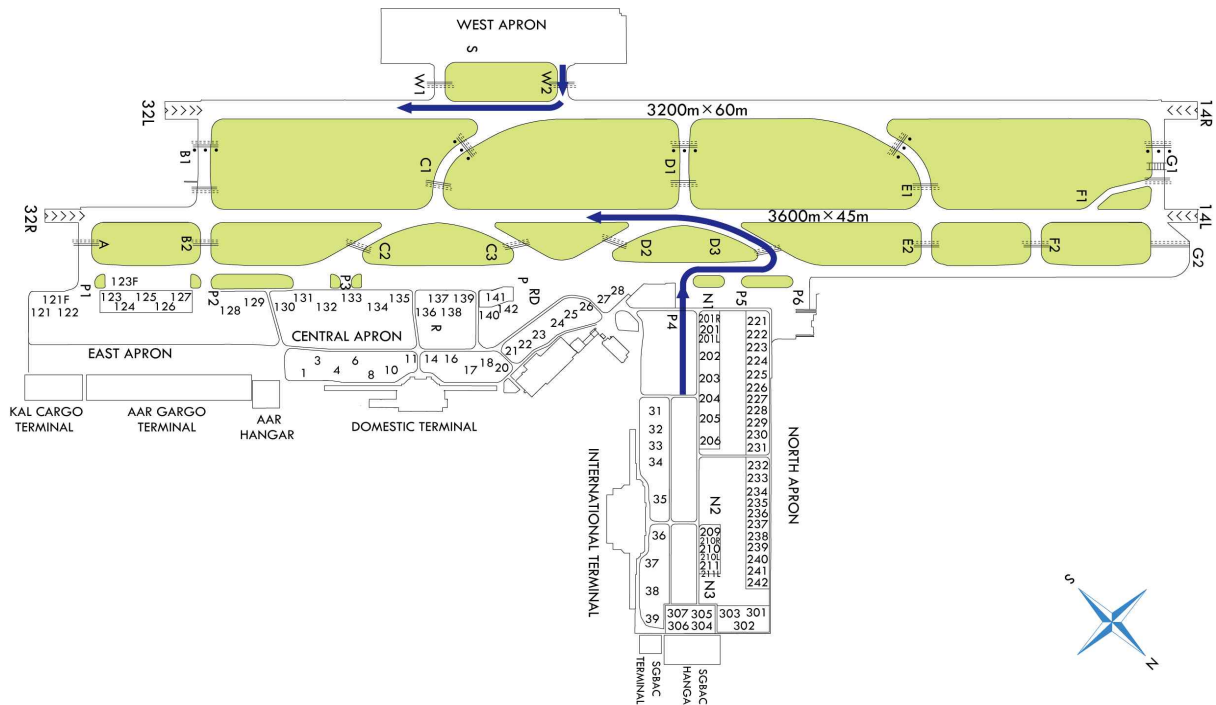 WEST APRON
S
W1
W2
32L
3200m×60m
14R
B1
C1
D1
E1
F1
G1
32R
3600m×45m
14L
A
B2
C2
C3
D2
D3
E2
F2
G2
P1
123F
121F
121 122
123 125 127
124 126
P2
128 129
P3
130 131 132 133 134 135
136 137 138 139
R
140 141 142
P
RD
21 22 23 24 25 26
27 28
P4
N1
P5
P6
EAST APRON
CENTRAL APRON
1 3 4 6 8 10 11
14 16 17 18 20
KAL CARGO
TERMINAL
AAR GARGO
TERMINAL
AAR
HANGAR
DOMESTIC TERMINAL
INTERNATIONAL TERMINAL
31
32
33
34
35
36
37
38
39
201R
201
201L
202
203
204
205
206
N2
209
210R
210
210L
211
211L
N3
221
222
223
224
225
226
227
228
229
230
231
232
233
234
235
236
237
238
239
240
241
242
NORTH APRON
307 305 303 301
306 304 302
SGBAC
TERMINAL
SGBAC
HANGA
S
N